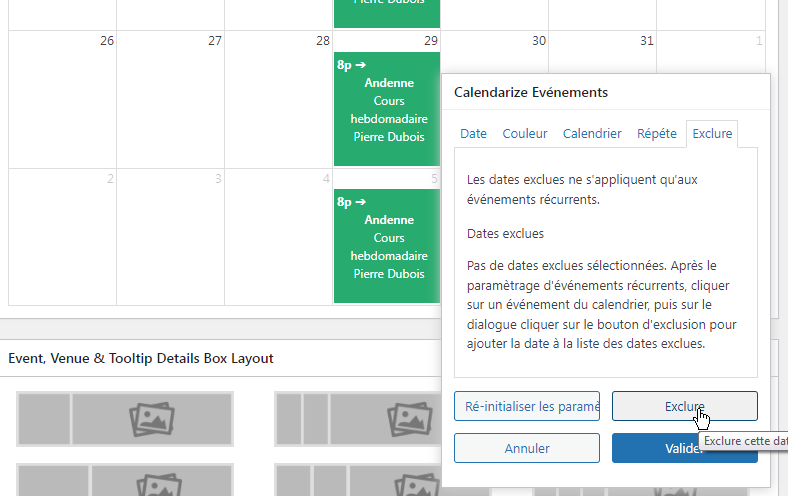 Pierre Dubois
26 27 28 29 30 31 1
8p ➔
Andenne
Cours
hebdomadaire
Pierre Dubois
2 3 4 5
8p ➔
Andenne
Cours
hebdomadaire
Pierre Dubois
Calendarize Evénements
Date Couleur Calendrier Répéte Exclure
Les dates exclues ne s'appliquent qu'aux
événements récurrents.
Dates exclues
Pas de dates exclues sélectionnées. Après le
paramètrage d'événements récurrents, cliquer
sur un événement du calendrier, puis sur le
dialogue cliquer sur le bouton d'exclusion pour
ajouter la date à la liste des dates exclues.
Ré-initialiser les paramè Exclure
Exclure cette dat
Annuler Valider
Event, Venue & Tooltip Details Box Layout